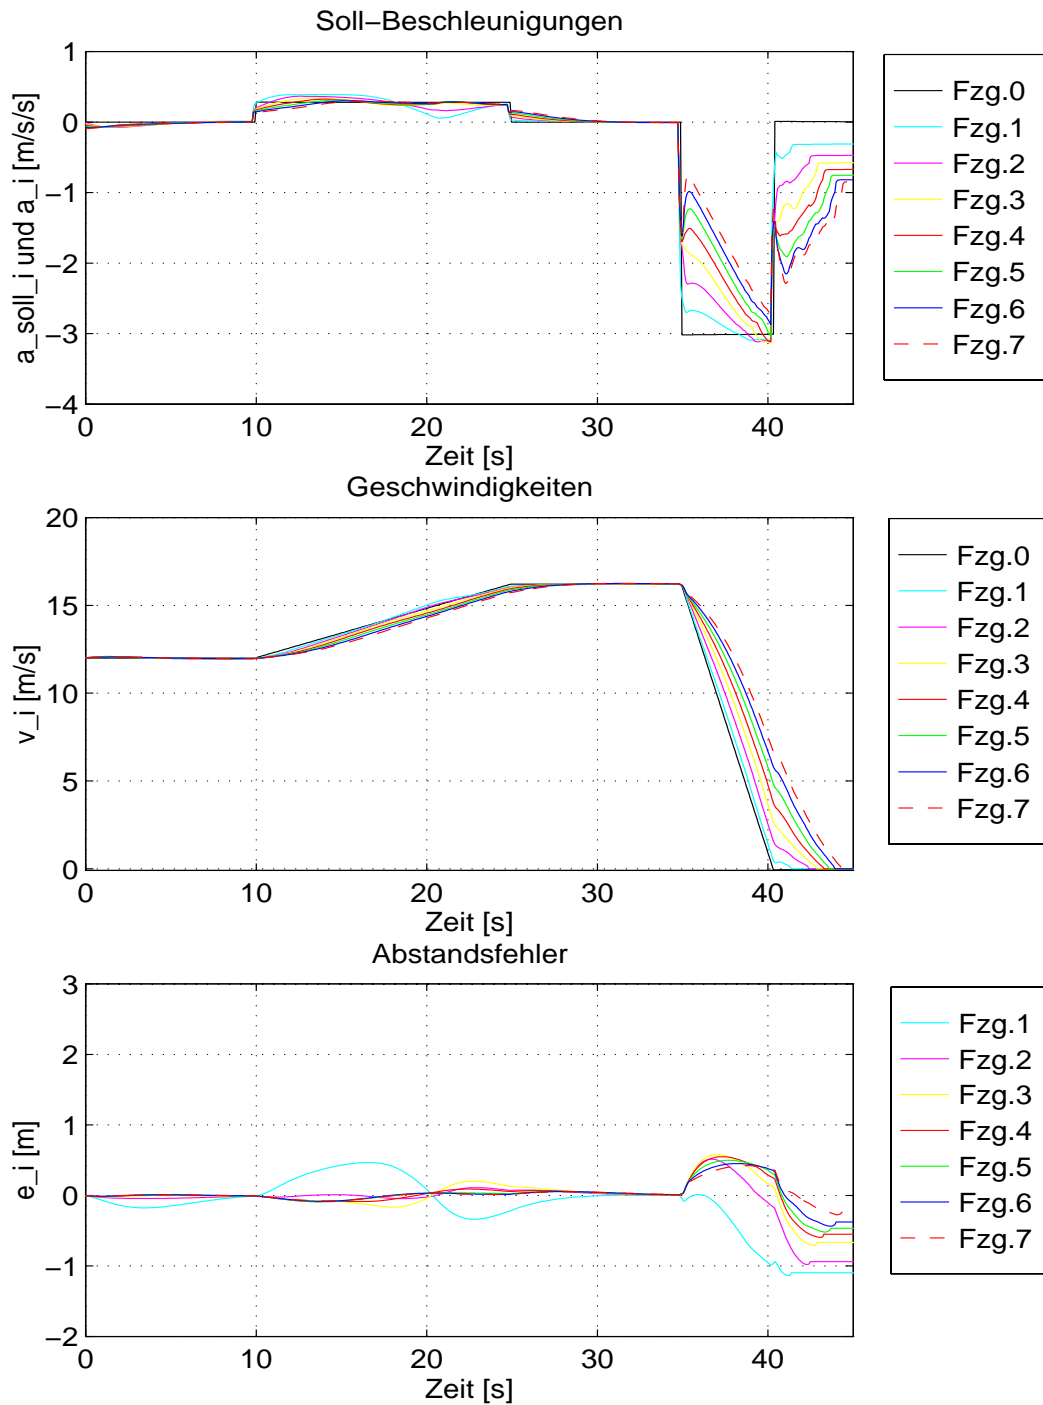 Soll−Beschleunigungen
a_soll_i und a_i [m/s/s]
1
0
−1
−2
−3
−4
0 10 20 30 40
Zeit [s]
Fzg.0
Fzg.1
Fzg.2
Fzg.3
Fzg.4
Fzg.5
Fzg.6
Fzg.7
Geschwindigkeiten
v_i [m/s]
20
15
10
5
0
0 10 20 30 40
Zeit [s]
Fzg.0
Fzg.1
Fzg.2
Fzg.3
Fzg.4
Fzg.5
Fzg.6
Fzg.7
Abstandsfehler
e_i [m]
3
2
1
0
−1
−2
0 10 20 30 40
Zeit [s]
Fzg.1
Fzg.2
Fzg.3
Fzg.4
Fzg.5
Fzg.6
Fzg.7